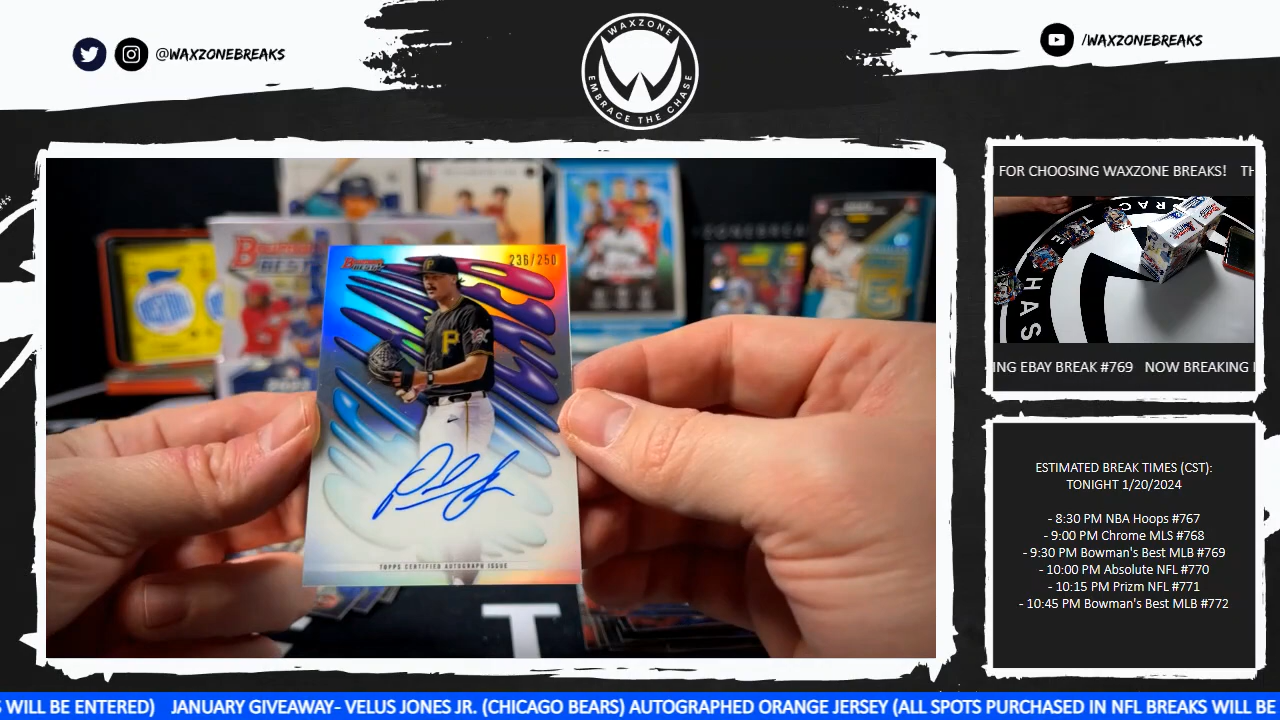 @WAXZONEBREAKS
WAXZONE
EMBRACE THE CHASE
/WAXZONEBREAKS
FOR CHOOSING WAXZONE BREAKS! TH
ING EBAY BREAK #769 NOW BREAKING
BOWMAN'S BEST
236/250
P
TOPPS CERTIFIED AUTOGRAPH ISSUE
ESTIMATED BREAK TIMES (CST):
TONIGHT 1/20/2024
- 8:30 PM NBA Hoops #767
- 9:00 PM Chrome MLS #768
- 9:30 PM Bowman's Best MLB #769
- 10:00 PM Absolute NFL #770
- 10:15 PM Prizm NFL #771
- 10:45 PM Bowman's Best MLB #772
S WILL BE ENTERED) JANUARY GIVEAWAY- VELUS JONES JR. (CHICAGO BEARS) AUTOGRAPHED ORANGE JERSEY (ALL SPOTS PURCHASED IN NFL BREAKS WILL BE